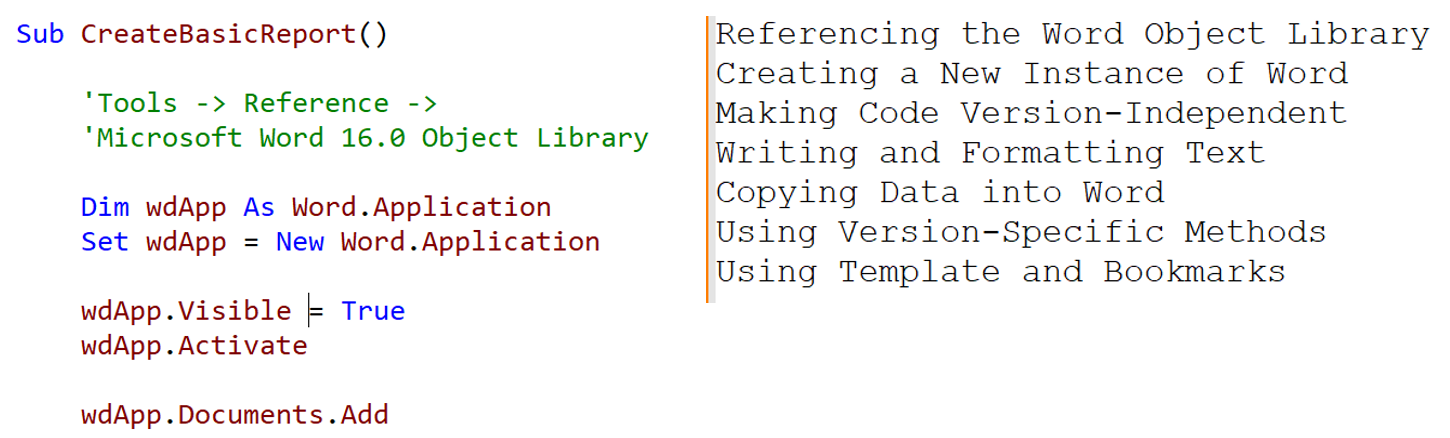 Sub CreateBasicReport()
'Tools -> Reference ->
'Microsoft Word 16.0 Object Library
Dim wdApp As Word.Application
Set wdApp = New Word.Application
wdApp.Visible = True
wdApp.Activate
wdApp.Documents.Add
Referencing the Word Object Library
Creating a New Instance of Word
Making Code Version-Independent
Writing and Formatting Text
Copying Data into Word
Using Version-Specific Methods
Using Template and Bookmarks